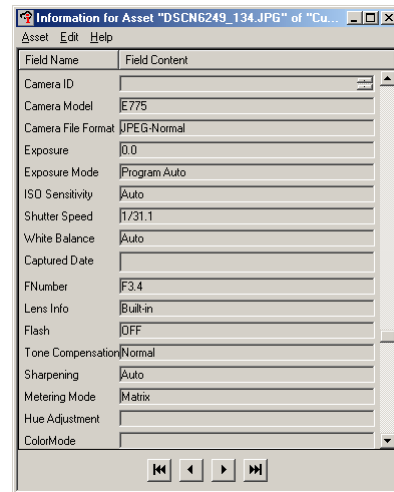 Information for Asset "DSCN6249_134.JPG" of "Cu...
Asset Edit Help
Field Name Field Content
Camera ID
Camera Model E775
Camera File Format JPEG-Normal
Exposure 0.0
Exposure Mode Program Auto
ISO Sensitivity Auto
Shutter Speed 1/31.1
White Balance Auto
Captured Date
FNumber F3.4
Lens Info Built-in
Flash OFF
Tone Compensation Normal
Sharpening Auto
Metering Mode Matrix
Hue Adjustment
ColorMode